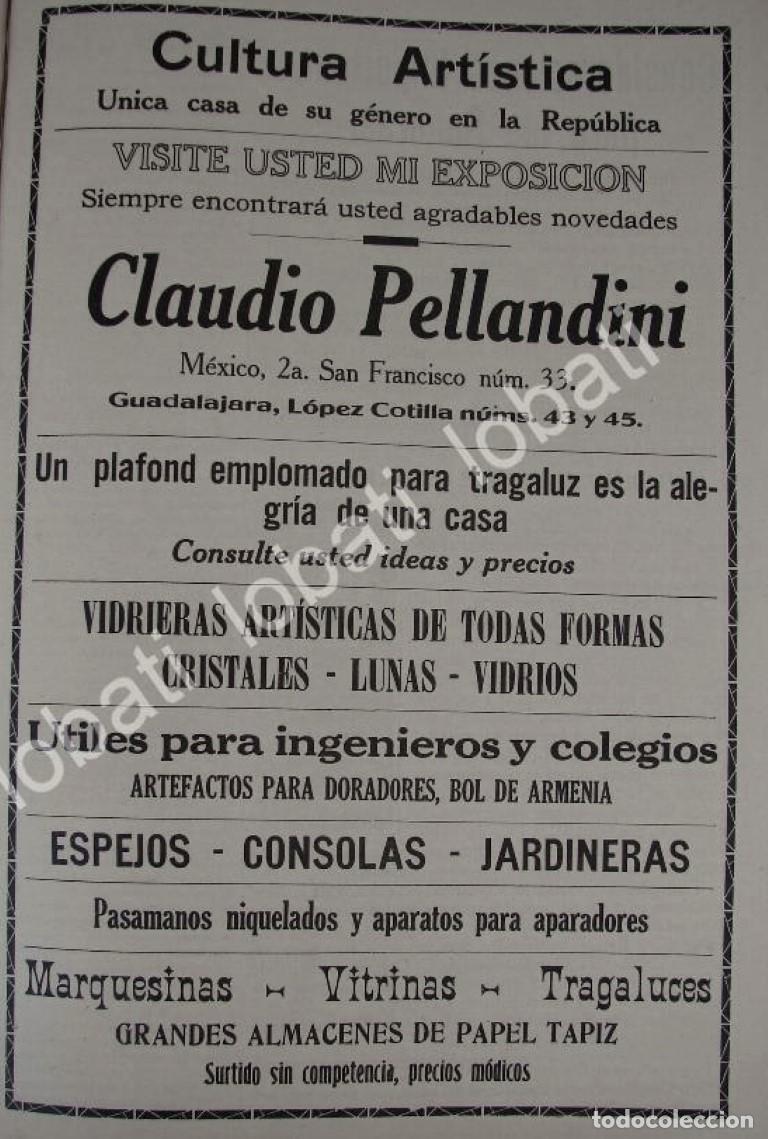 Cultura Artística
Unica casa de su género en la República
VISITE USTED MI EXPOSICION
Siempre encontrará usted agradables novedades
Claudio Pellandini
México, 2a. San Francisco núm. 33.
Guadalajara, López Cotilla núms. 43 y 45.
Un plafond emplomado para tragaluz es la ale-
gría de una casa
Consulte usted ideas y precios
VIDRIERAS ARTÍSTICAS DE TODAS FORMAS
CRISTALES - LUNAS - VIDRIOS
Utiles para ingenieros y colegios
ARTEFACTOS PARA DORADORES, BOL DE ARMENIA
ESPEJOS - CONSOLAS - JARDINERAS
Pasamanos niquelados y aparatos para aparadores
Marquesinas - Vitrinas - Tragaluces
GRANDES ALMACENES DE PAPEL TAPIZ
Surtido sin competencia, precios módicos
lobati lobati lobati lobati
todocoleccion